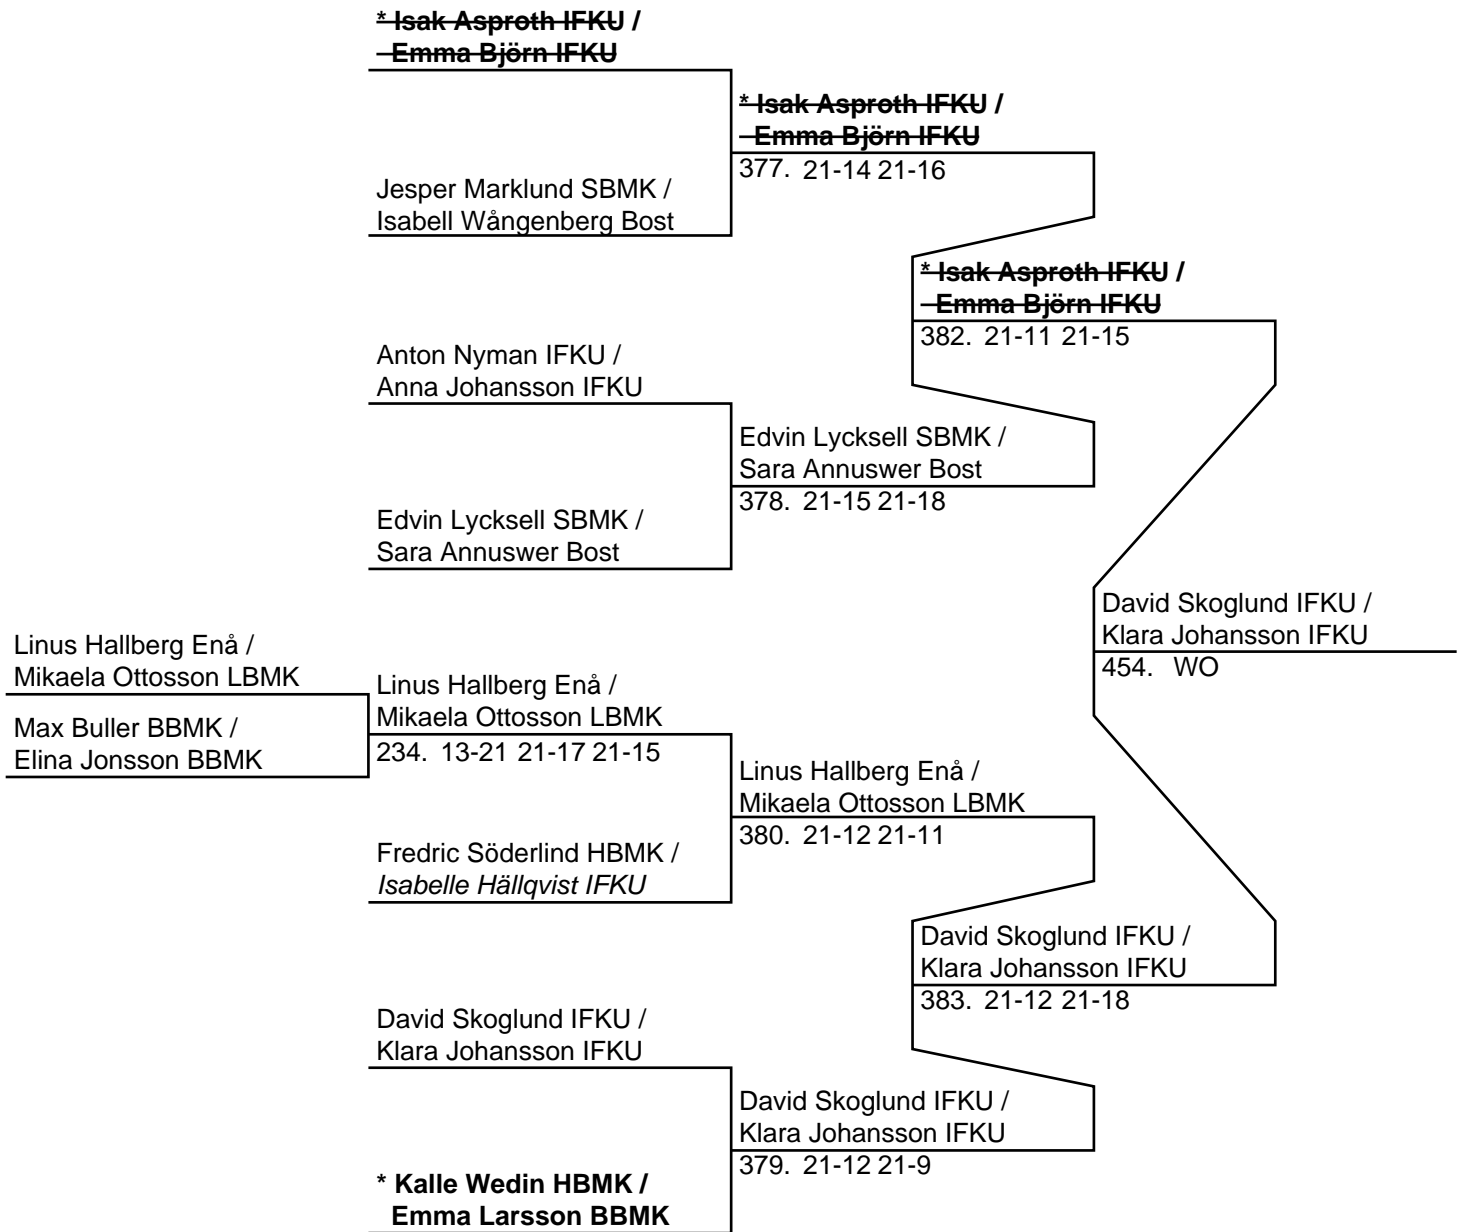 * Isak Asproth IFKU /
Emma Björn IFKU
* Isak Asproth IFKU /
Emma Björn IFKU
377. 21-14 21-16
Jesper Marklund SBMK /
Isabell Wångenberg Bost
* Isak Asproth IFKU /
Emma Björn IFKU
382. 21-11 21-15
Anton Nyman IFKU /
Anna Johansson IFKU
Edvin Lycksell SBMK /
Sara Annuswer Bost
378. 21-15 21-18
Edvin Lycksell SBMK /
Sara Annuswer Bost
David Skoglund IFKU /
Klara Johansson IFKU
454. WO
Linus Hallberg Enå /
Mikaela Ottosson LBMK
Linus Hallberg Enå /
Mikaela Ottosson LBMK
234. 13-21 21-17 21-15
Max Buller BBMK /
Elina Jonsson BBMK
Linus Hallberg Enå /
Mikaela Ottosson LBMK
380. 21-12 21-11
Fredric Söderlind HBMK /
Isabelle Hällqvist IFKU
David Skoglund IFKU /
Klara Johansson IFKU
383. 21-12 21-18
David Skoglund IFKU /
Klara Johansson IFKU
David Skoglund IFKU /
Klara Johansson IFKU
379. 21-12 21-9
* Kalle Wedin HBMK /
Emma Larsson BBMK